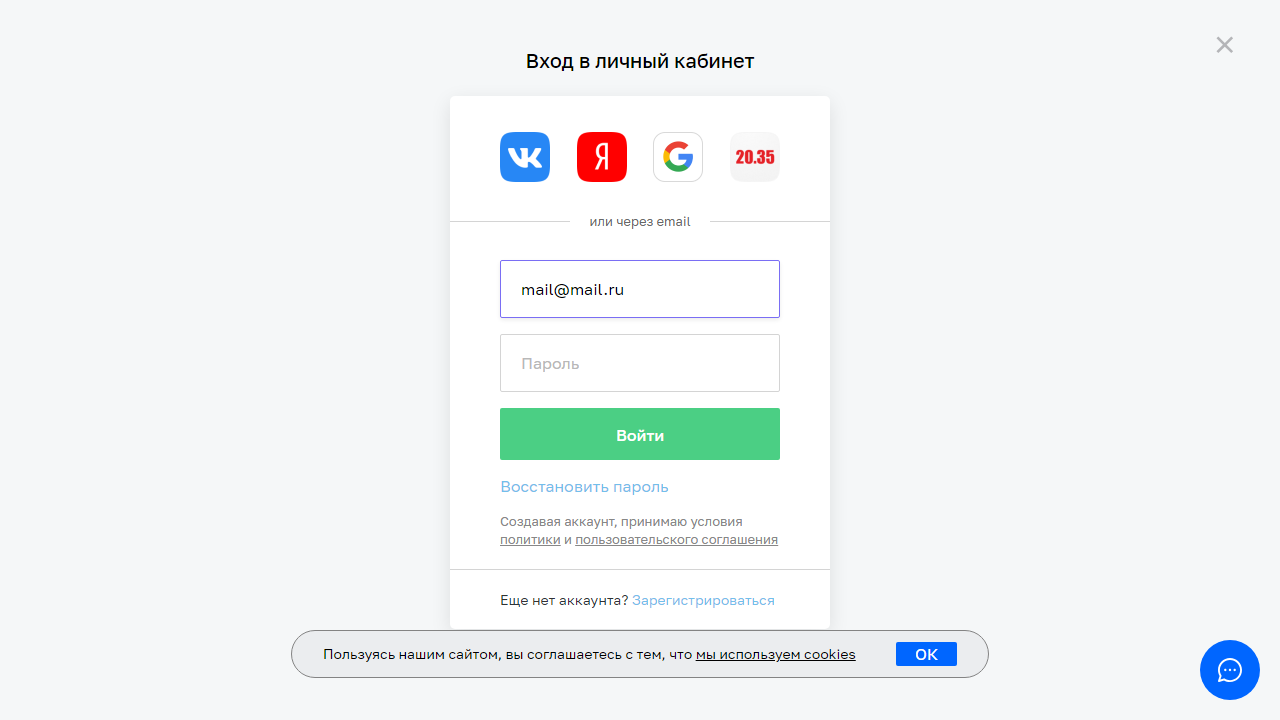 Вход в личный кабинет
20.35
или через email
mail@mail.ru
Пароль
Войти
Восстановить пароль
Создавая аккаунт, принимаю условия
политики и пользовательского соглашения
Еще нет аккаунта? Зарегистрироваться
Пользуясь нашим сайтом, вы соглашаетесь с тем, что мы используем cookies
ОК